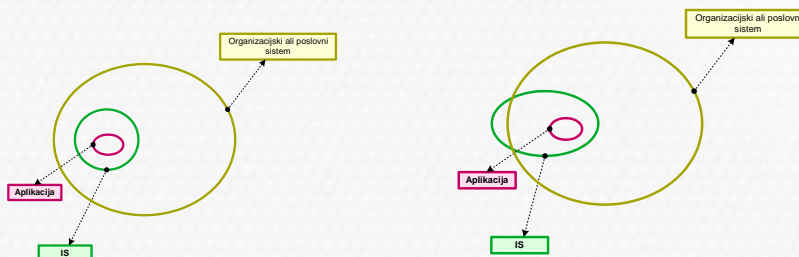 Organizacijski ali poslovni
sistem
Aplikacija
IS
Organizacijski ali poslovni
sistem
Aplikacija
IS